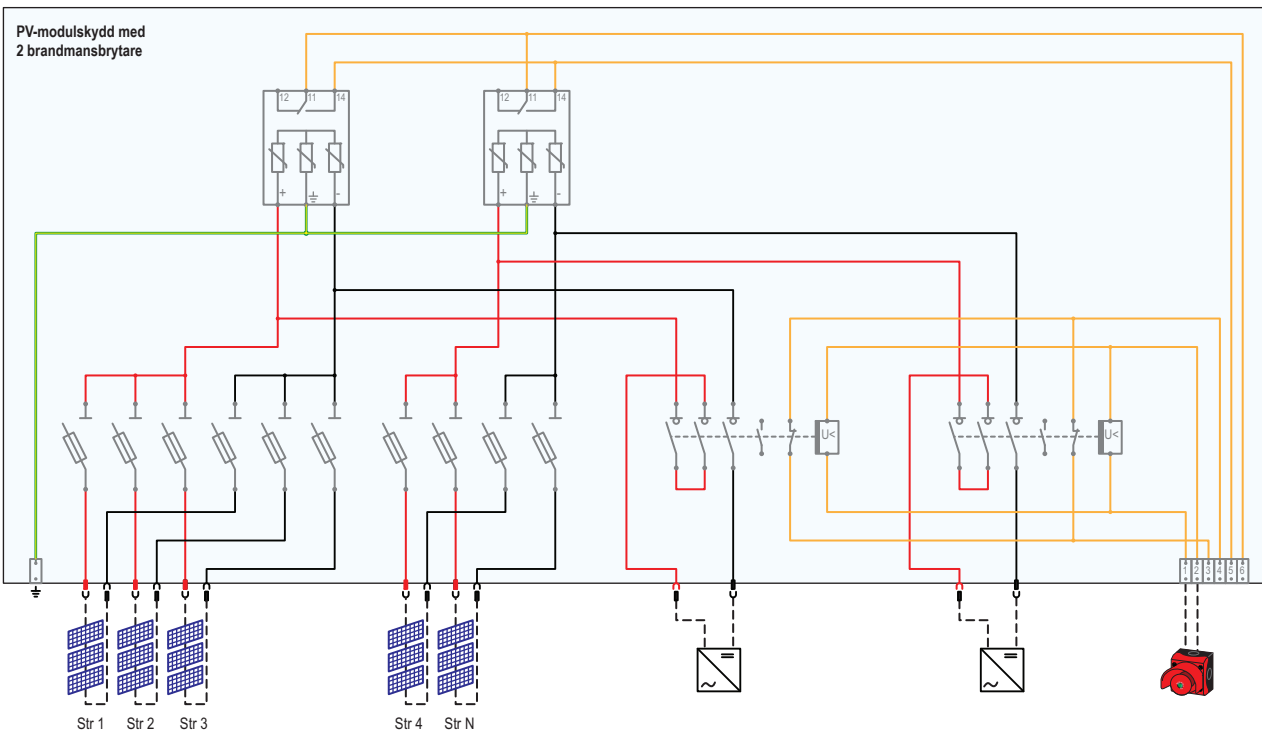 PV-modulskydd med
2 brandmansbrytare
12 11 14
12 11 14
+ -
+ -
U<
U<
1 2 3 4 5 6
Str 1 Str 2 Str 3 Str 4 Str N